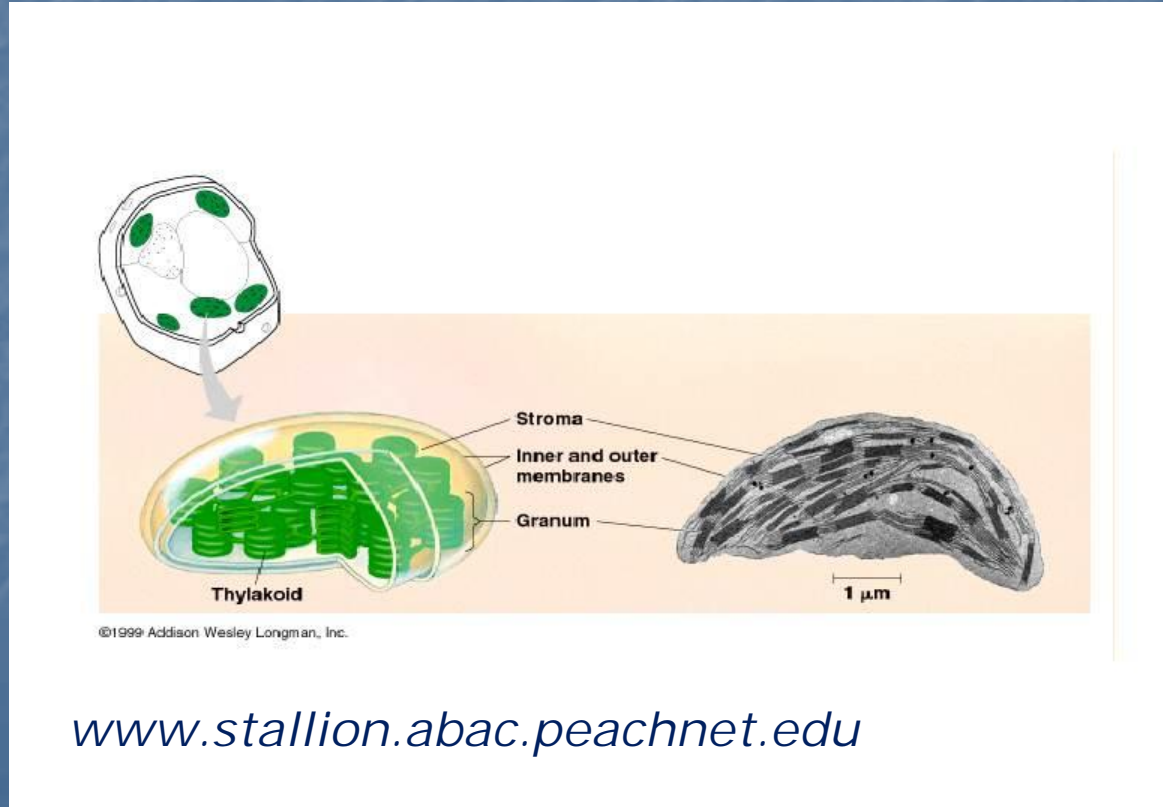 Stroma
Inner and outer
membranes
Granum
Thylakoid
1 μm
©1999 Addison Wesley Longman, Inc.
www.stallion.abac.peachnet.edu